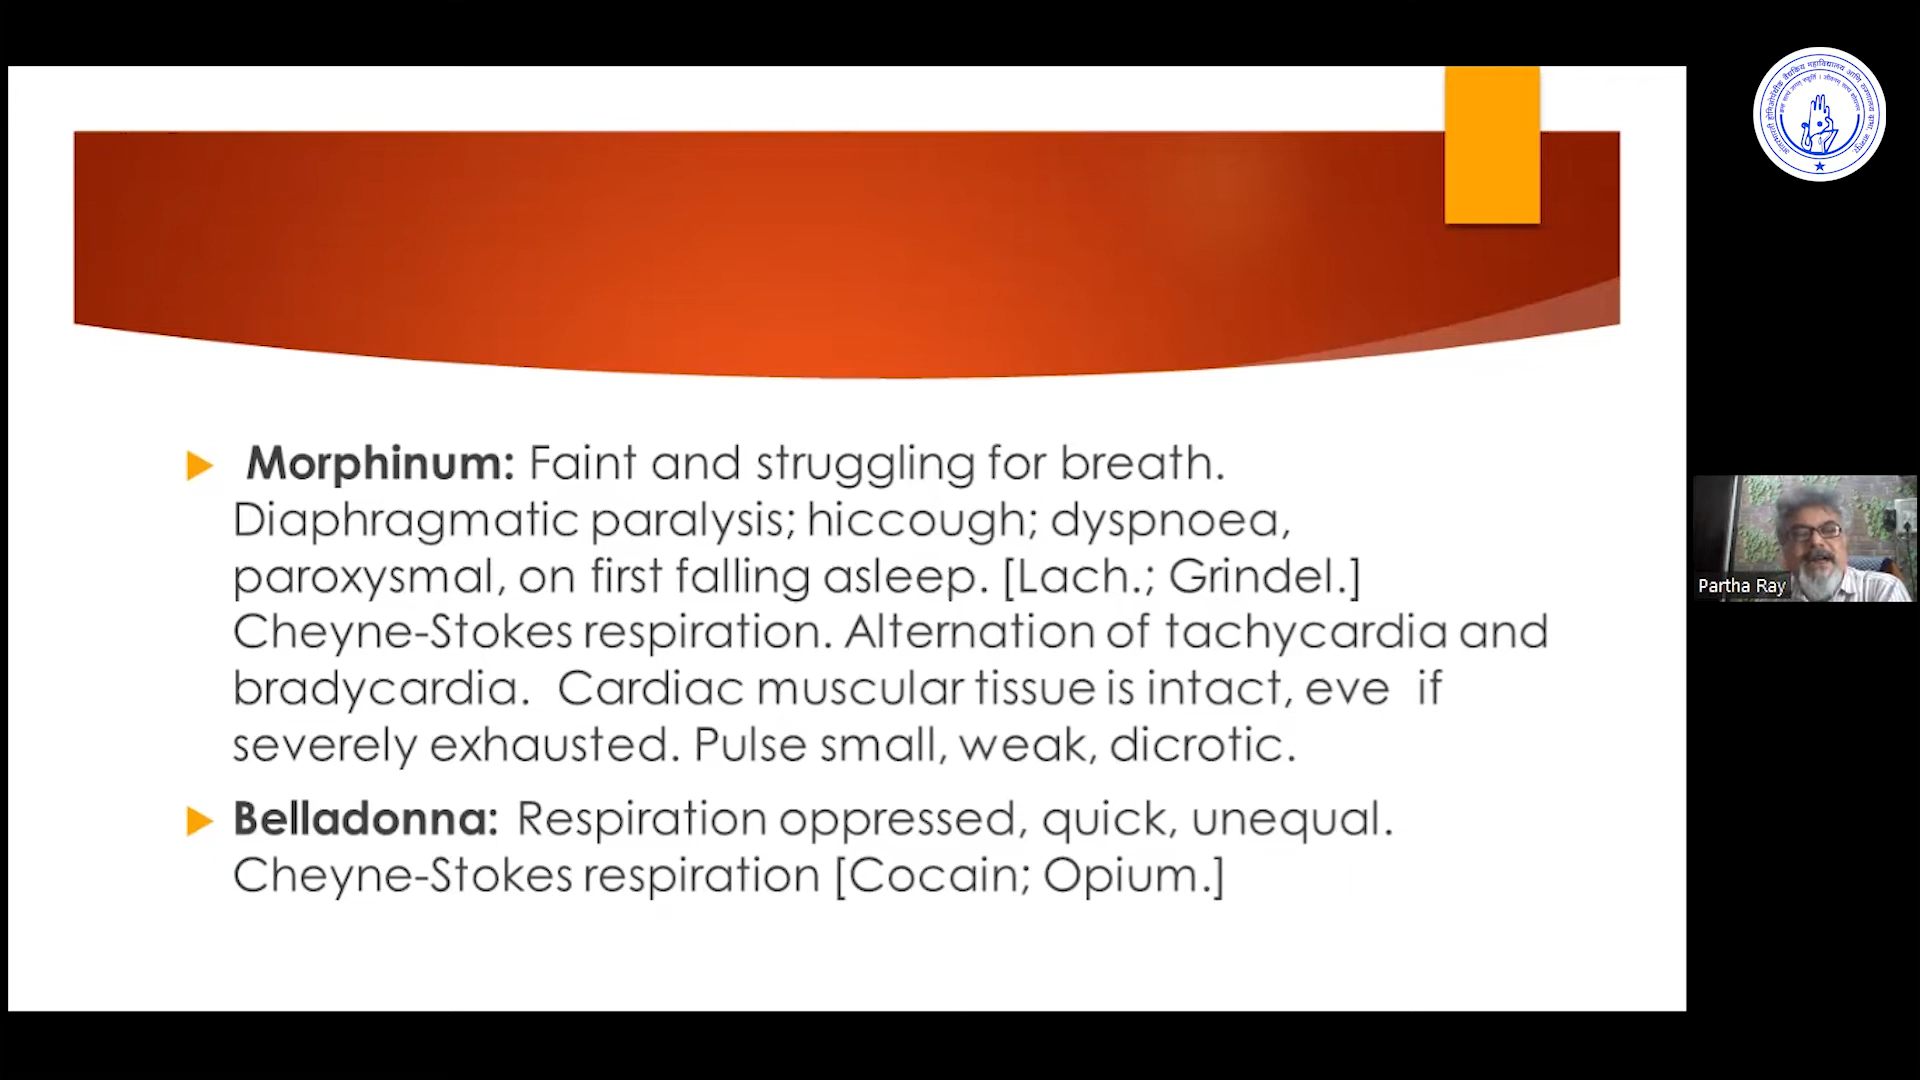 Morphinum: Faint and struggling for breath.
Diaphragmatic paralysis; hiccough; dyspnoea,
paroxysmal, on first falling asleep. [Lach.; Grindel.]
Cheyne-Stokes respiration. Alternation of tachycardia and
bradycardia.  Cardiac muscular tissue is intact, eve  if
severely exhausted. Pulse small, weak, dicrotic.
Belladonna: Respiration oppressed, quick, unequal.
Cheyne-Stokes respiration [Cocain; Opium.]
Partha Ray